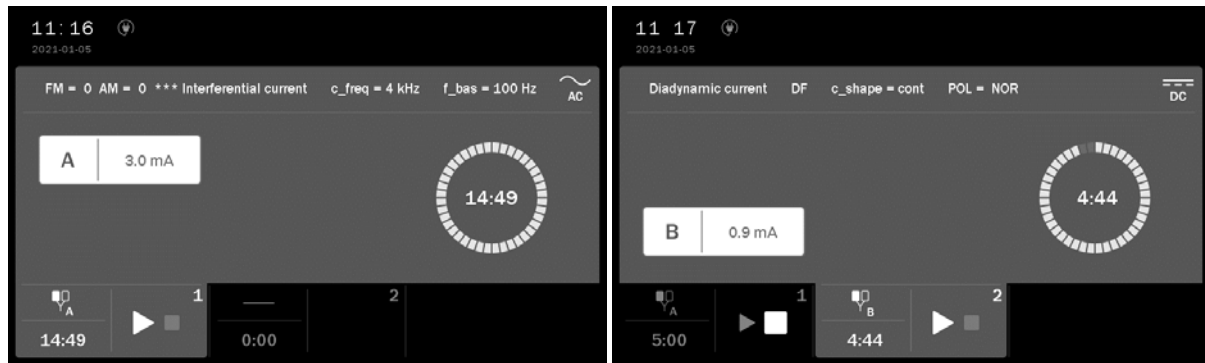 11:16
2021-01-05
FM = 0 AM = 0 *** Interferential current c_freq = 4 kHz f_bas = 100 Hz AC
A 3.0 mA
14:49
A 1 2
14:49 0:00
11 17
2021-01-05
Diadynamic current DF c_shape = cont POL = NOR DC
4:44
B 0.9 mA
A 1 B 2
5:00 4:44